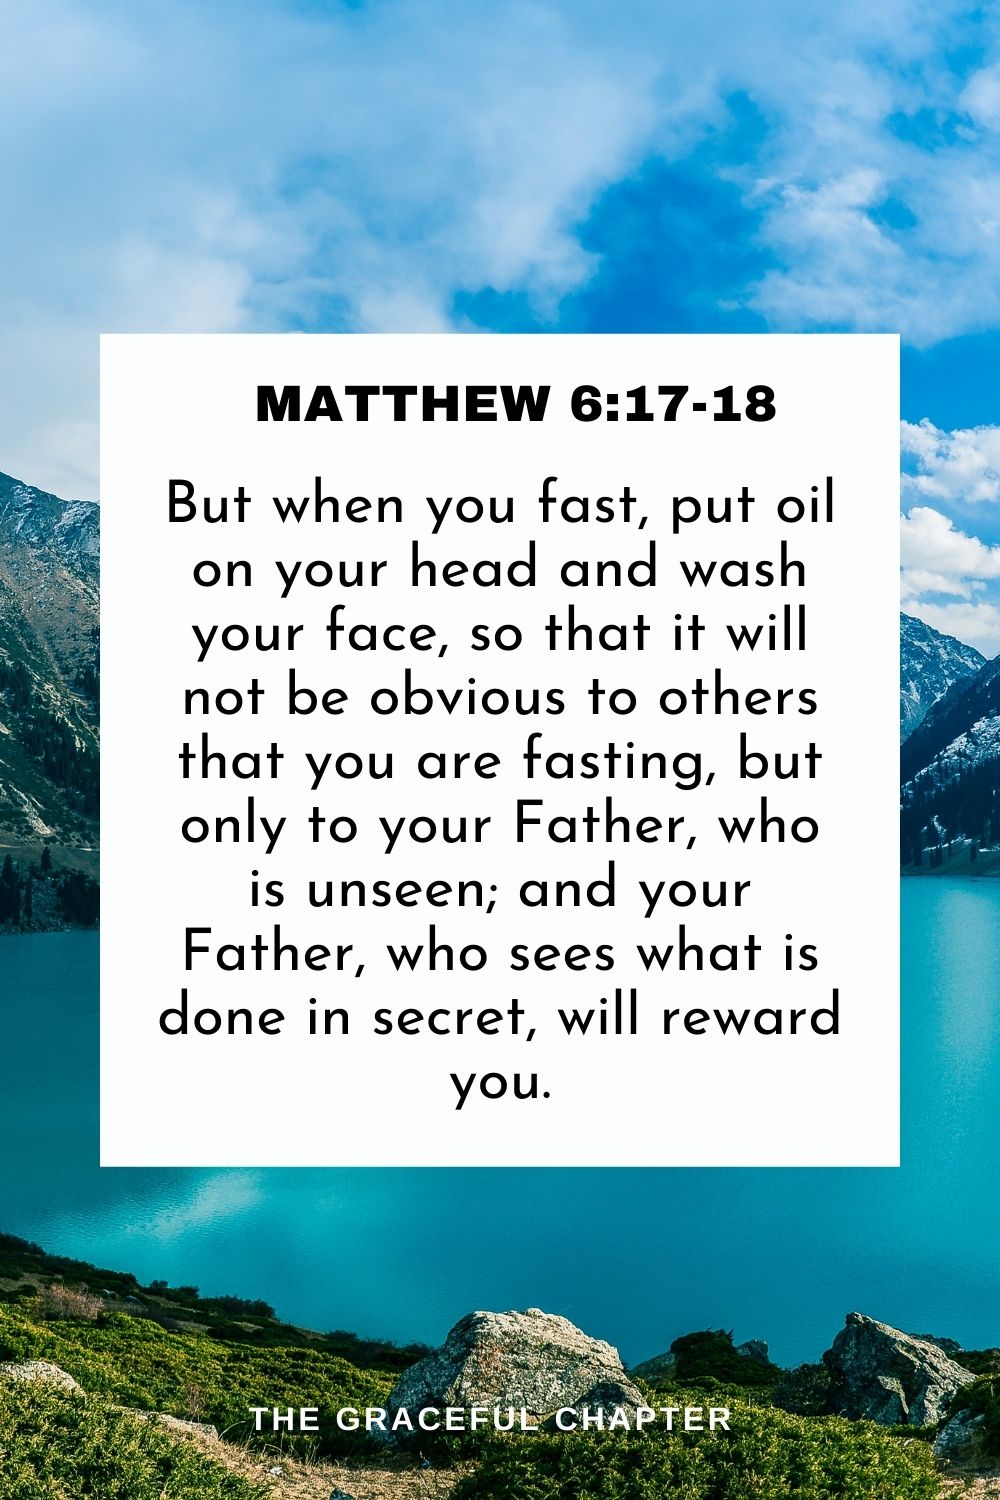 MATTHEW 6:17-18
But when you fast, put oil
on your head and wash
your face, so that it will
not be obvious to others
that you are fasting, but
only to your Father, who
is unseen; and your
Father, who sees what is
done in secret, will reward
you.
THE GRACEFUL CHAPTER